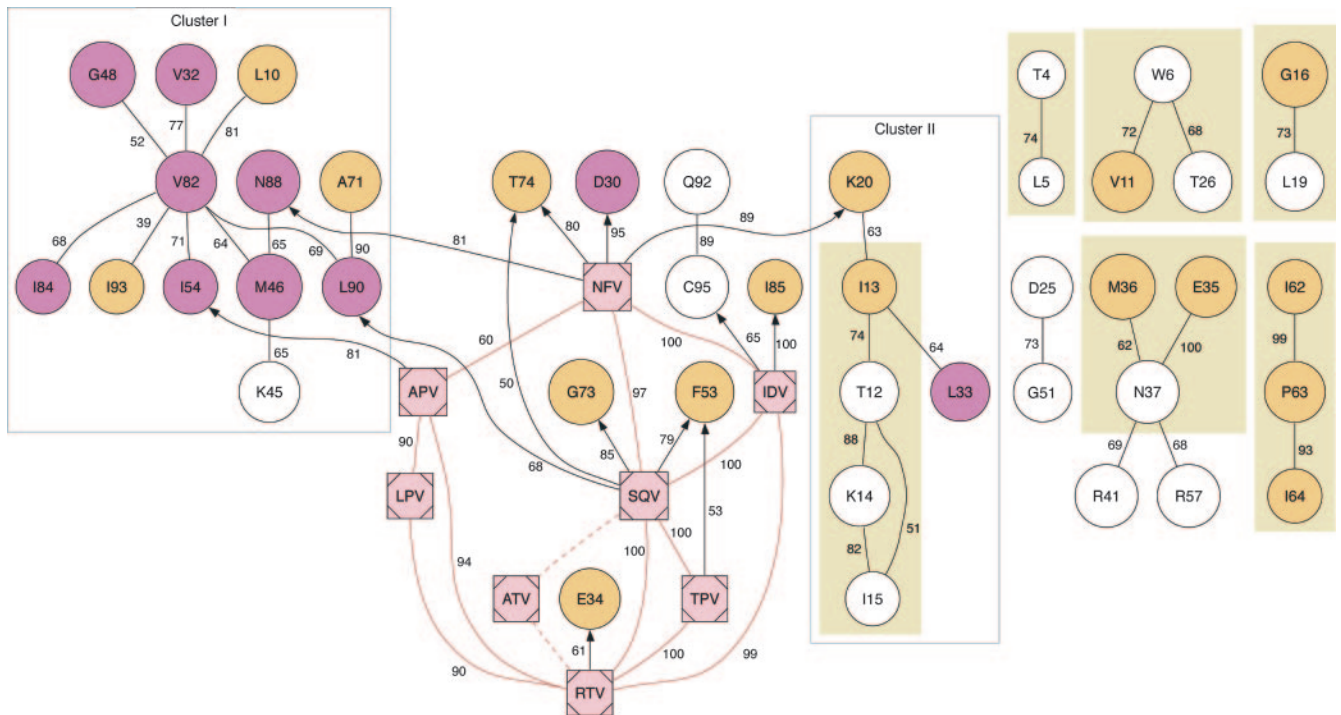 Cluster I
G48 V32 L10
52 77 81
V82 N88 A71
68 39 71 64 65 69 90
I84 I93 I54 M46 L90
65
K45
81
81
T74 D30 Q92
80 95 89
NFV C95 I85
89
60 97 100 65 100
APV G73 F53 IDV
50 85 79 100
90 68
LPV SQV
53
94 100 100
ATV E34 TPV
61 100 99
90
RTV
Cluster II
K20
63
I13
74 64
T12 L33
88
K14 51
82
I15
T4 W6 G16
74 72 68 73
L5 V11 T26 L19
D25 M36 E35 I62
73 62 100 99
G51 N37 P63
69 68 93
R41 R57 I64